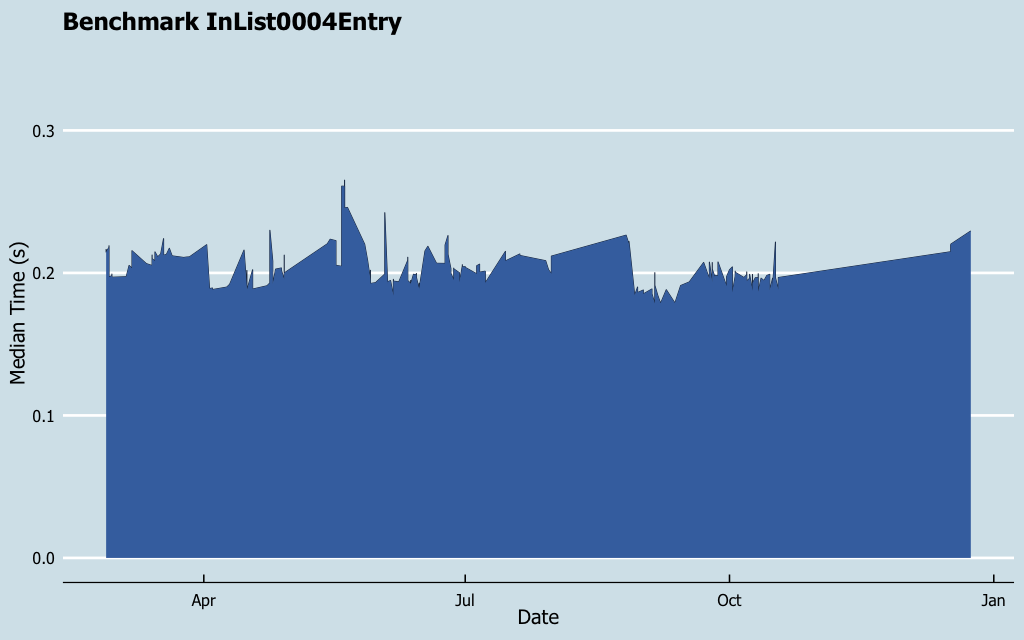 Benchmark InList0004Entry
Median Time (s)
0.3
0.2
0.1
0.0
Apr Jul Oct Jan
Date